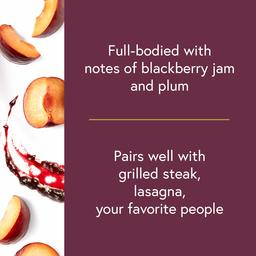 Full-bodied with
notes of blackberry jam
and plum
Pairs well with
grilled steak,
lasagna,
your favorite people